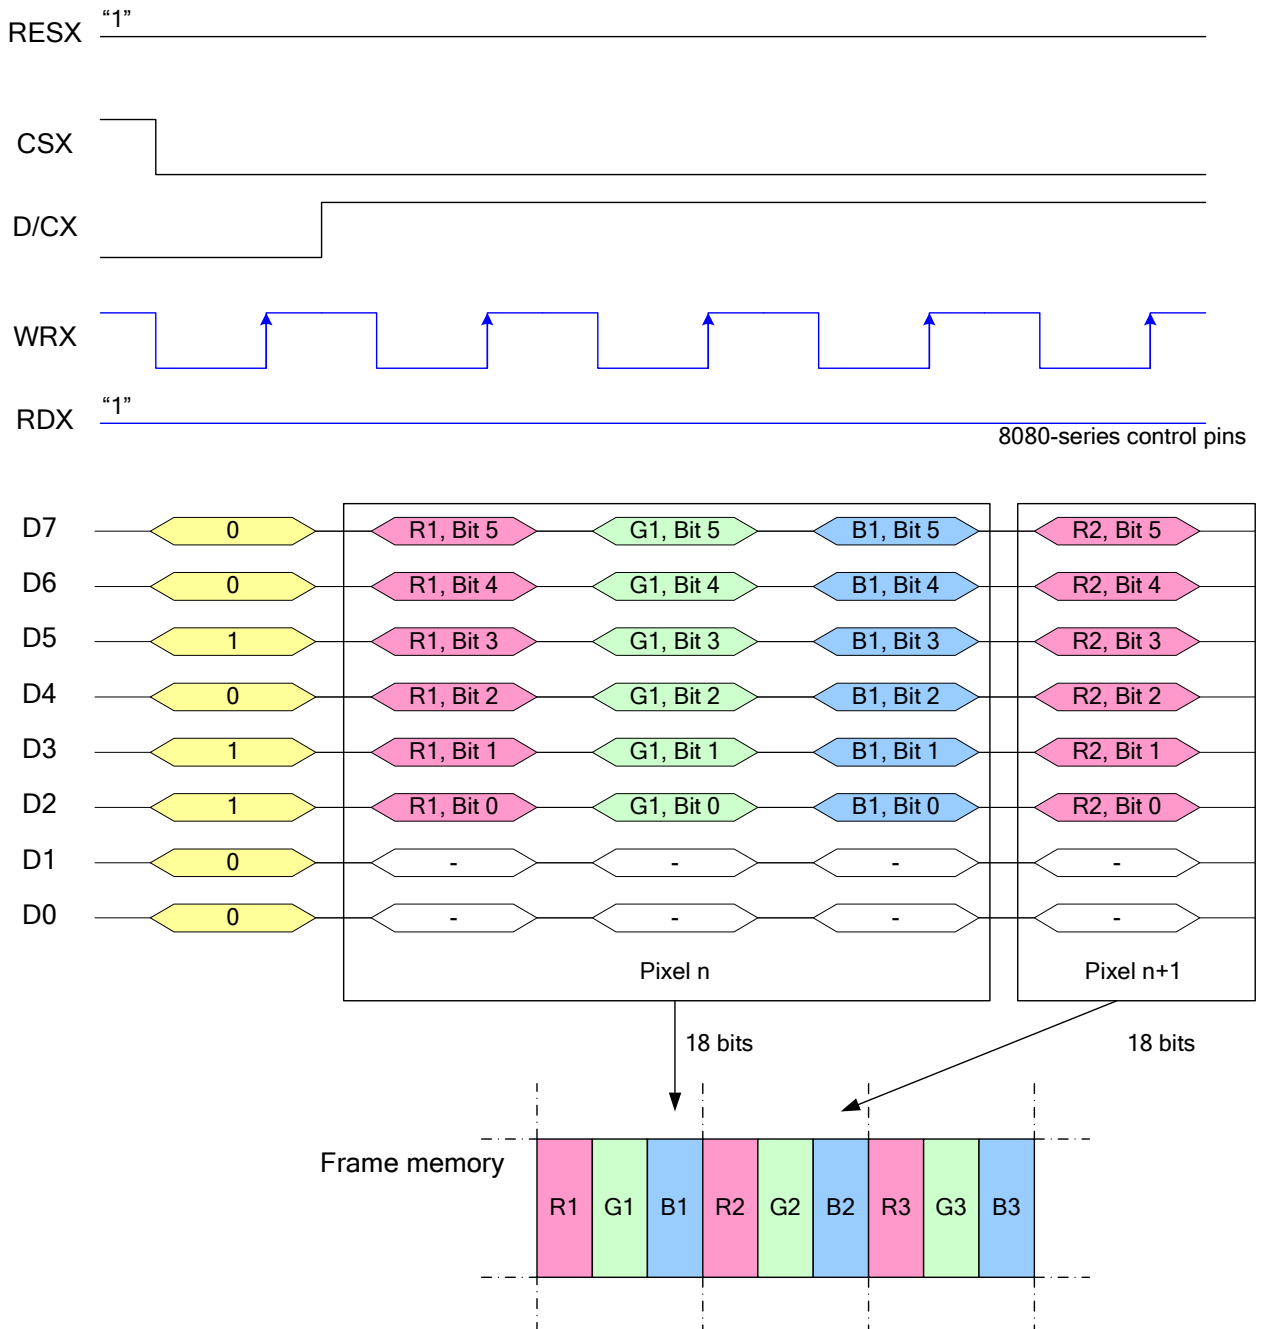 RESX “1”
CSX
D/CX
WRX
RDX “1”
8080-series control pins
D7 0 R1, Bit 5 G1, Bit 5 B1, Bit 5 R2, Bit 5
D6 0 R1, Bit 4 G1, Bit 4 B1, Bit 4 R2, Bit 4
D5 1 R1, Bit 3 G1, Bit 3 B1, Bit 3 R2, Bit 3
D4 0 R1, Bit 2 G1, Bit 2 B1, Bit 2 R2, Bit 2
D3 1 R1, Bit 1 G1, Bit 1 B1, Bit 1 R2, Bit 1
D2 1 R1, Bit 0 G1, Bit 0 B1, Bit 0 R2, Bit 0
D1 0 - - - -
D0 0 - - - -
Pixel n Pixel n+1
18 bits 18 bits
Frame memory
R1 G1 B1 R2 G2 B2 R3 G3 B3